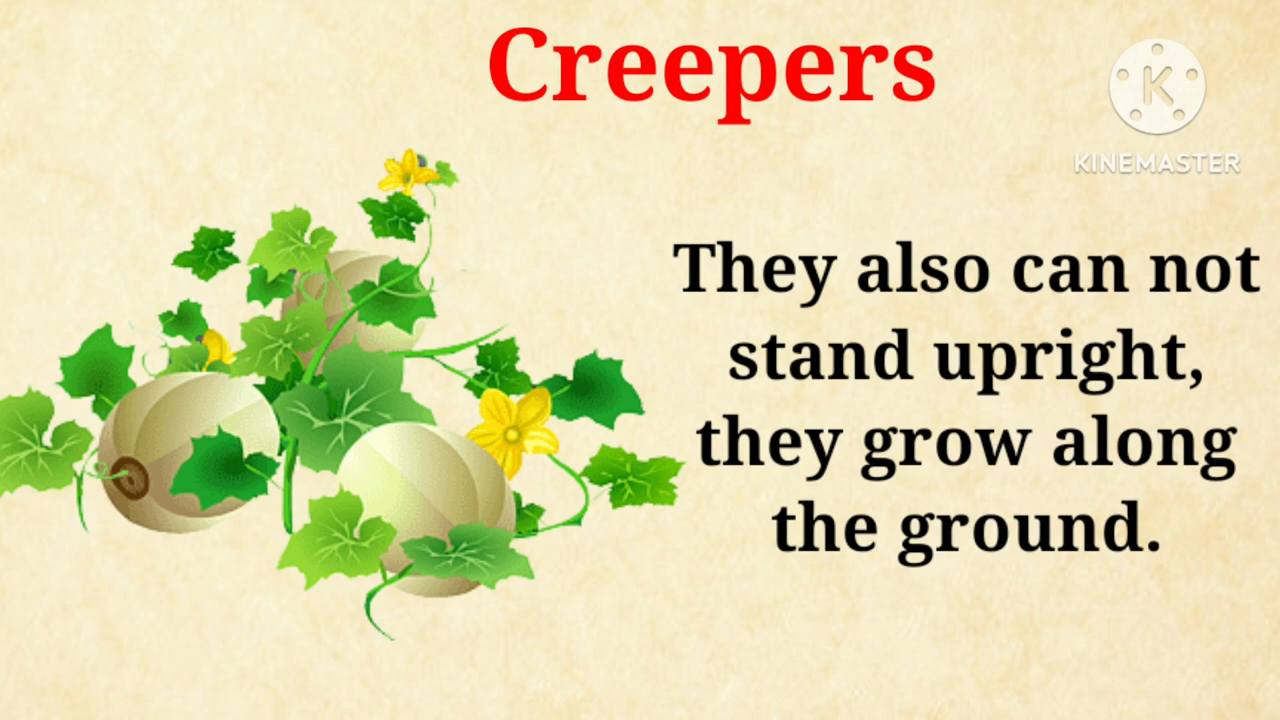 Creepers
K
KINEMASTER
They also can not
stand upright,
they grow along
the ground.